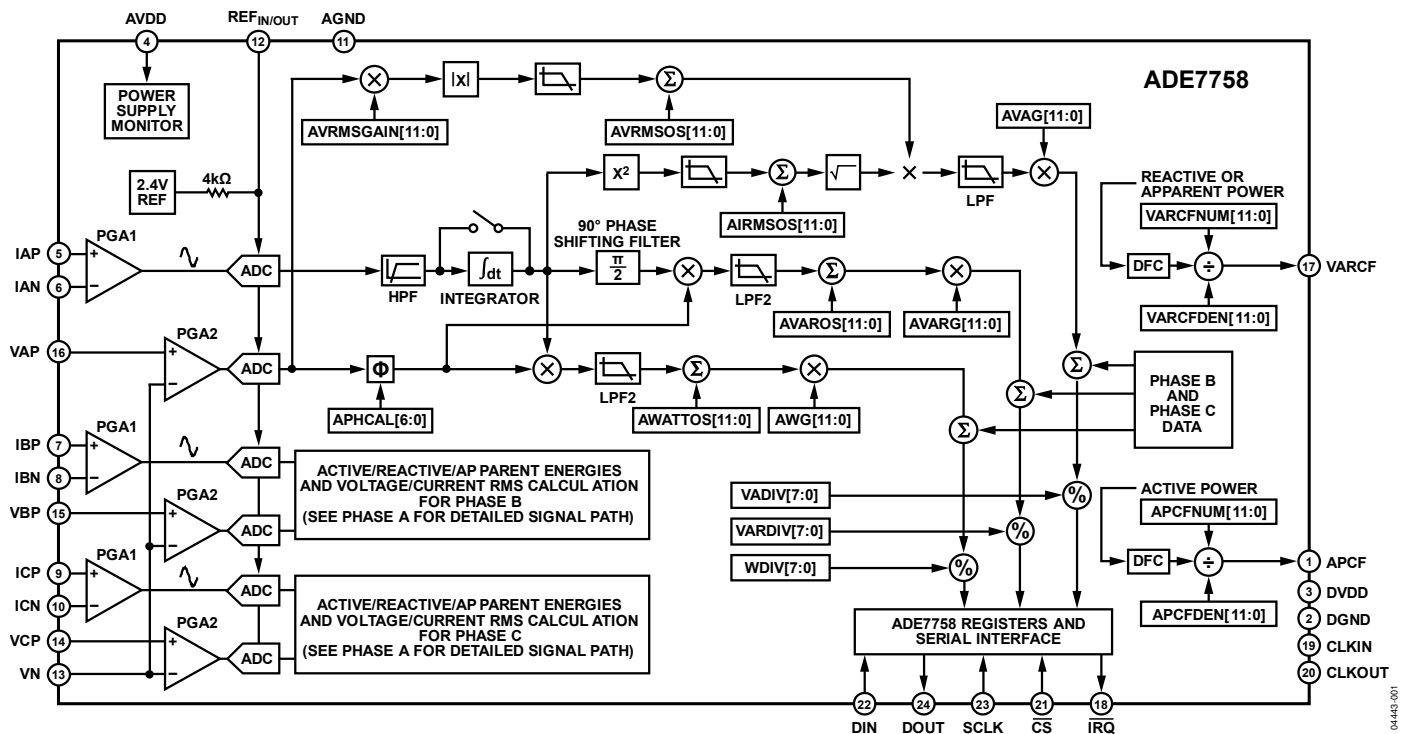 AVDD
REFIN/OUT
AGND
4
12
11
ADE7758
POWER
SUPPLY
MONITOR
|X|
Σ
AVRMSGAIN[11:0]
AVRMSOS[11:0]
AVAG[11:0]
2.4V
REF
4kΩ
X²
Σ
√
LPF
AIRMSOS[11:0]
REACTIVE OR
APPARENT POWER
VARCFNUM[11:0]
DFC
÷
17
VARCF
VARCFDEN[11:0]
PGA1
IAP
5
+
IAN
6
−
ADC
HPF
∫dt
INTEGRATOR
90° PHASE
SHIFTING FILTER
π
2
LPF2
Σ
AVAROS[11:0]
AVARG[11:0]
PGA2
VAP
16
+
−
ADC
Φ
APHCAL[6:0]
LPF2
Σ
AWATTOS[11:0]
AWG[11:0]
Σ
Σ
Σ
PHASE B
AND
PHASE C
DATA
PGA1
IBP
7
+
IBN
8
−
ADC
PGA2
VBP
15
+
−
ADC
ACTIVE/REACTIVE/AP PARENT ENERGIES
AND VOLTAGE/CURRENT RMS CALCULATION
FOR PHASE B
(SEE PHASE A FOR DETAILED SIGNAL PATH)
VADIV[7:0]
%
VARDIV[7:0]
%
WDIV[7:0]
%
ACTIVE POWER
APCFNUM[11:0]
DFC
÷
1
APCF
APCFDEN[11:0]
3
DVDD
2
DGND
19
CLKIN
20
CLKOUT
PGA1
ICP
9
+
ICN
10
−
ADC
PGA2
VCP
14
+
VN
13
−
ADC
ACTIVE/REACTIVE/AP PARENT ENERGIES
AND VOLTAGE/CURRENT RMS CALCULATION
FOR PHASE C
(SEE PHASE A FOR DETAILED SIGNAL PATH)
ADE7758 REGISTERS AND
SERIAL INTERFACE
22
24
23
21
18
DIN
DOUT
SCLK
CS
IRQ
04443-001